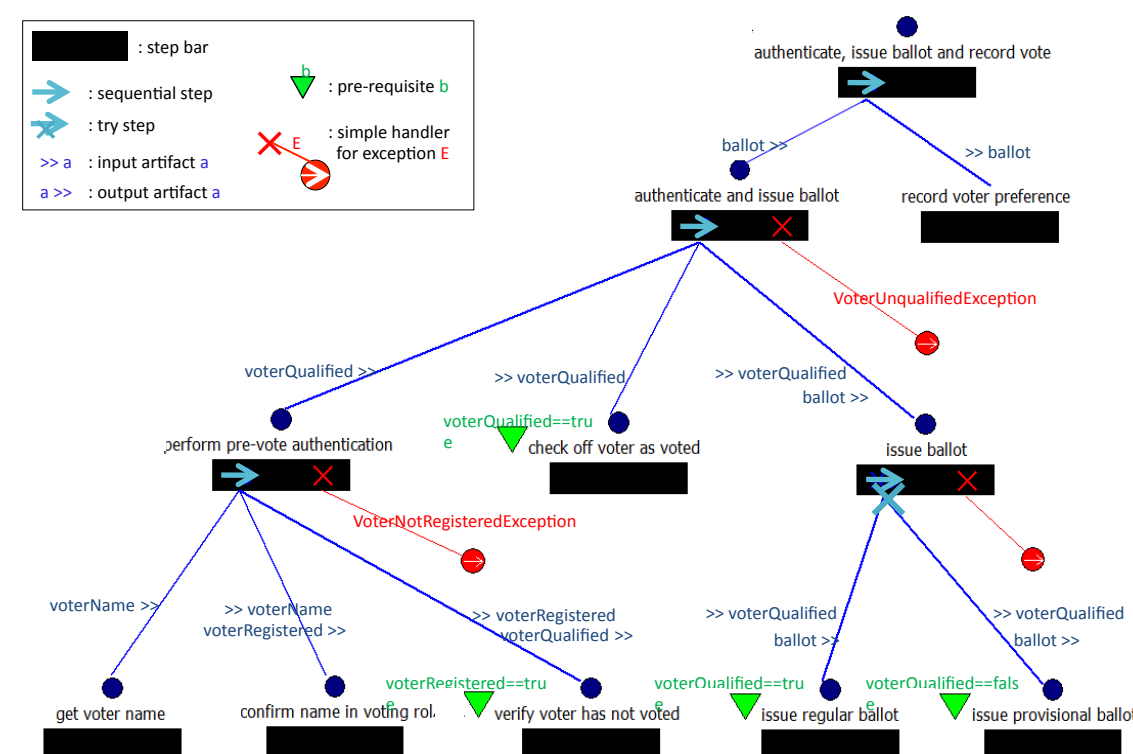 : step bar
: sequential step
: try step
>> a : input artifact a
a >> : output artifact a
b
: pre-requisite b
E
: simple handler
for exception E
authenticate, issue ballot and record vote
ballot >>
>> ballot
authenticate and issue ballot
record voter preference
VoterUnqualifiedException
voterQualified >>
>> voterQualified
>> voterQualified
ballot >>
perform pre-vote authentication
voterQualified==tru
e
check off voter as voted
issue ballot
VoterNotRegisteredException
voterName >>
>> voterName
voterRegistered >>
>> voterRegistered
voterQualified >>
>> voterQualified
ballot >>
>> voterQualified
ballot >>
get voter name
confirm name in voting rol
voterRegistered==tru
e
verify voter has not voted
voterQualified==tru
e
issue regular ballot
voterQualified==fals
e
issue provisional ballot